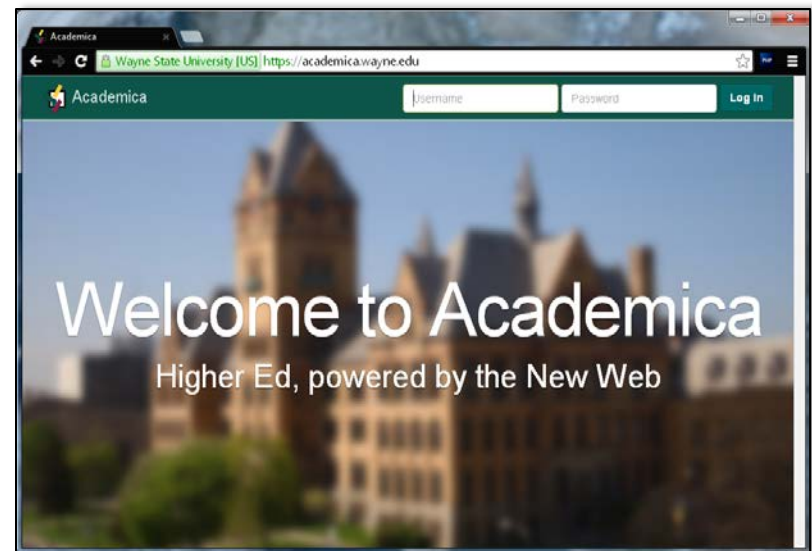 Academica
Wayne State University [US] https://academica.wayne.edu
Academica
Username
Password
Log In
Welcome to Academica
Higher Ed, powered by the New Web